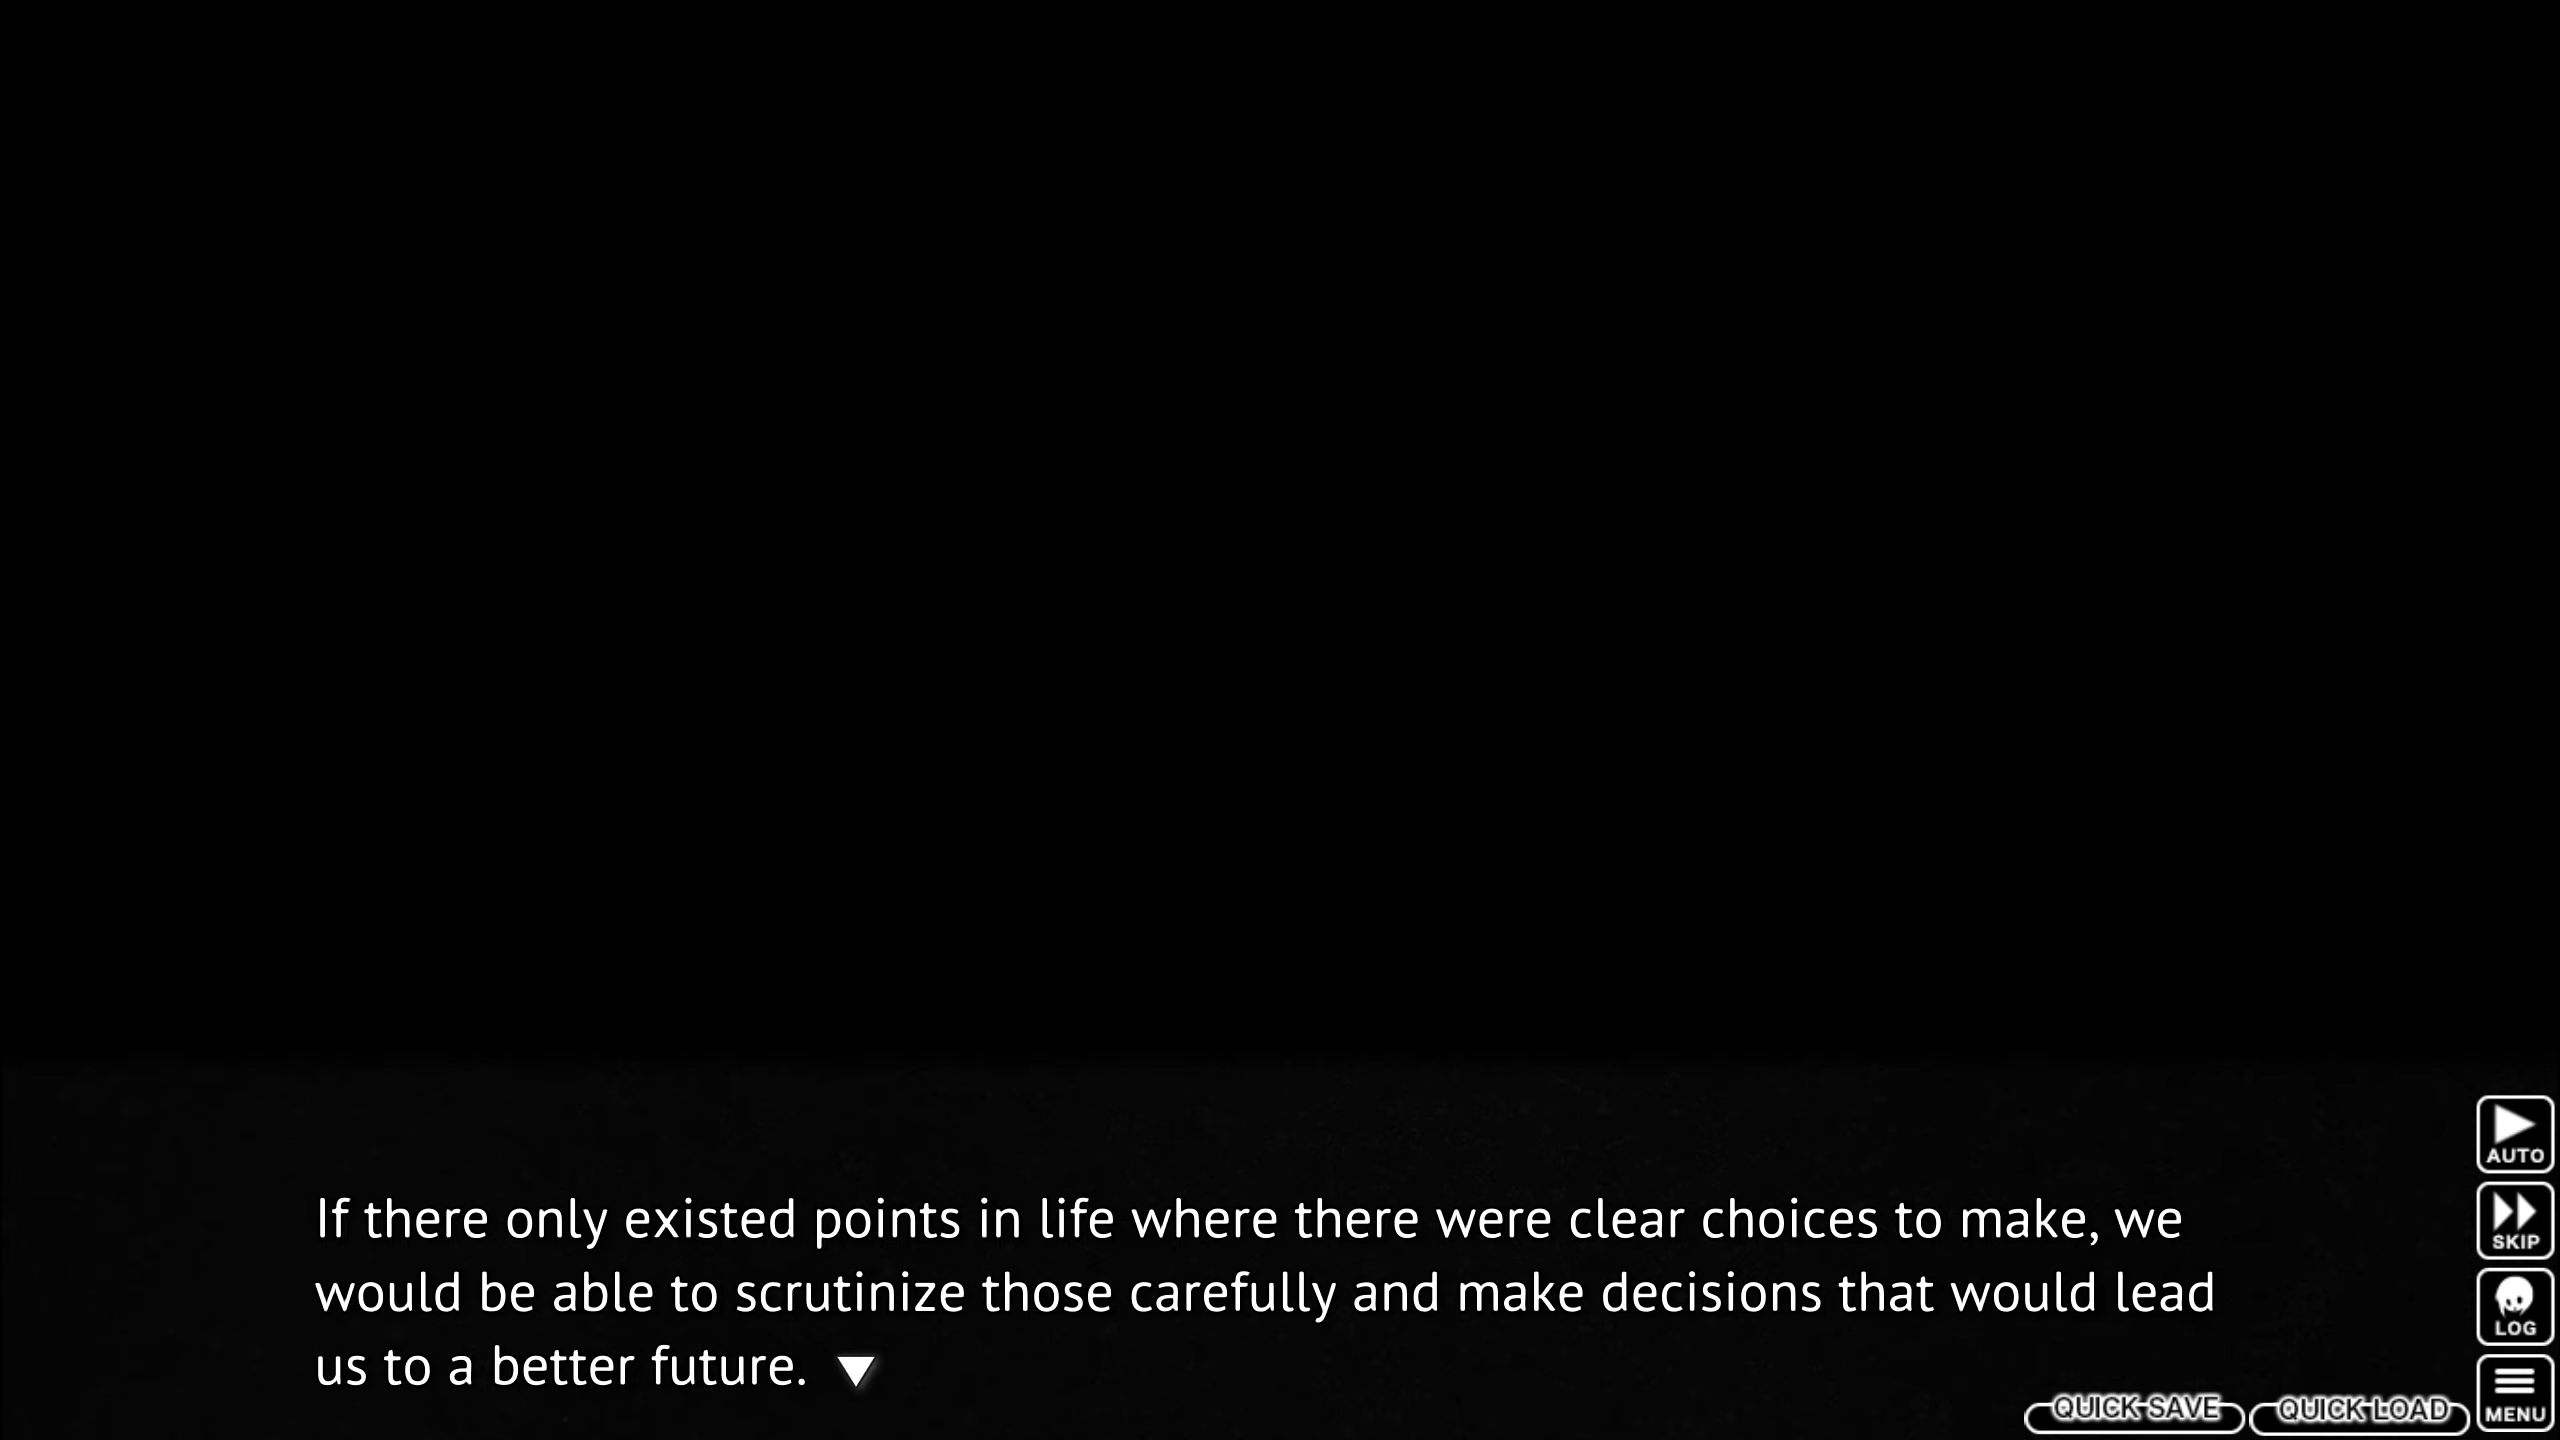 If there only existed points in life where there were clear choices to make, we
would be able to scrutinize those carefully and make decisions that would lead
us to a better future.
AUTO
SKIP
LOG
MENU
QUICK SAVE
QUICK LOAD